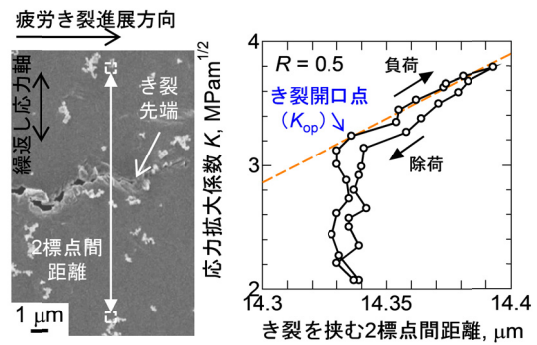 疲労き裂進展方向
繰返し応力軸
き裂
先端
2標点間
距離
1 μm
応力拡大係数 K, MPam1/2
4
3
2
R = 0.5
負荷
き裂開口点
(Kop)
除荷
14.3
14.35
14.4
き裂を挟む2標点間距離, μm